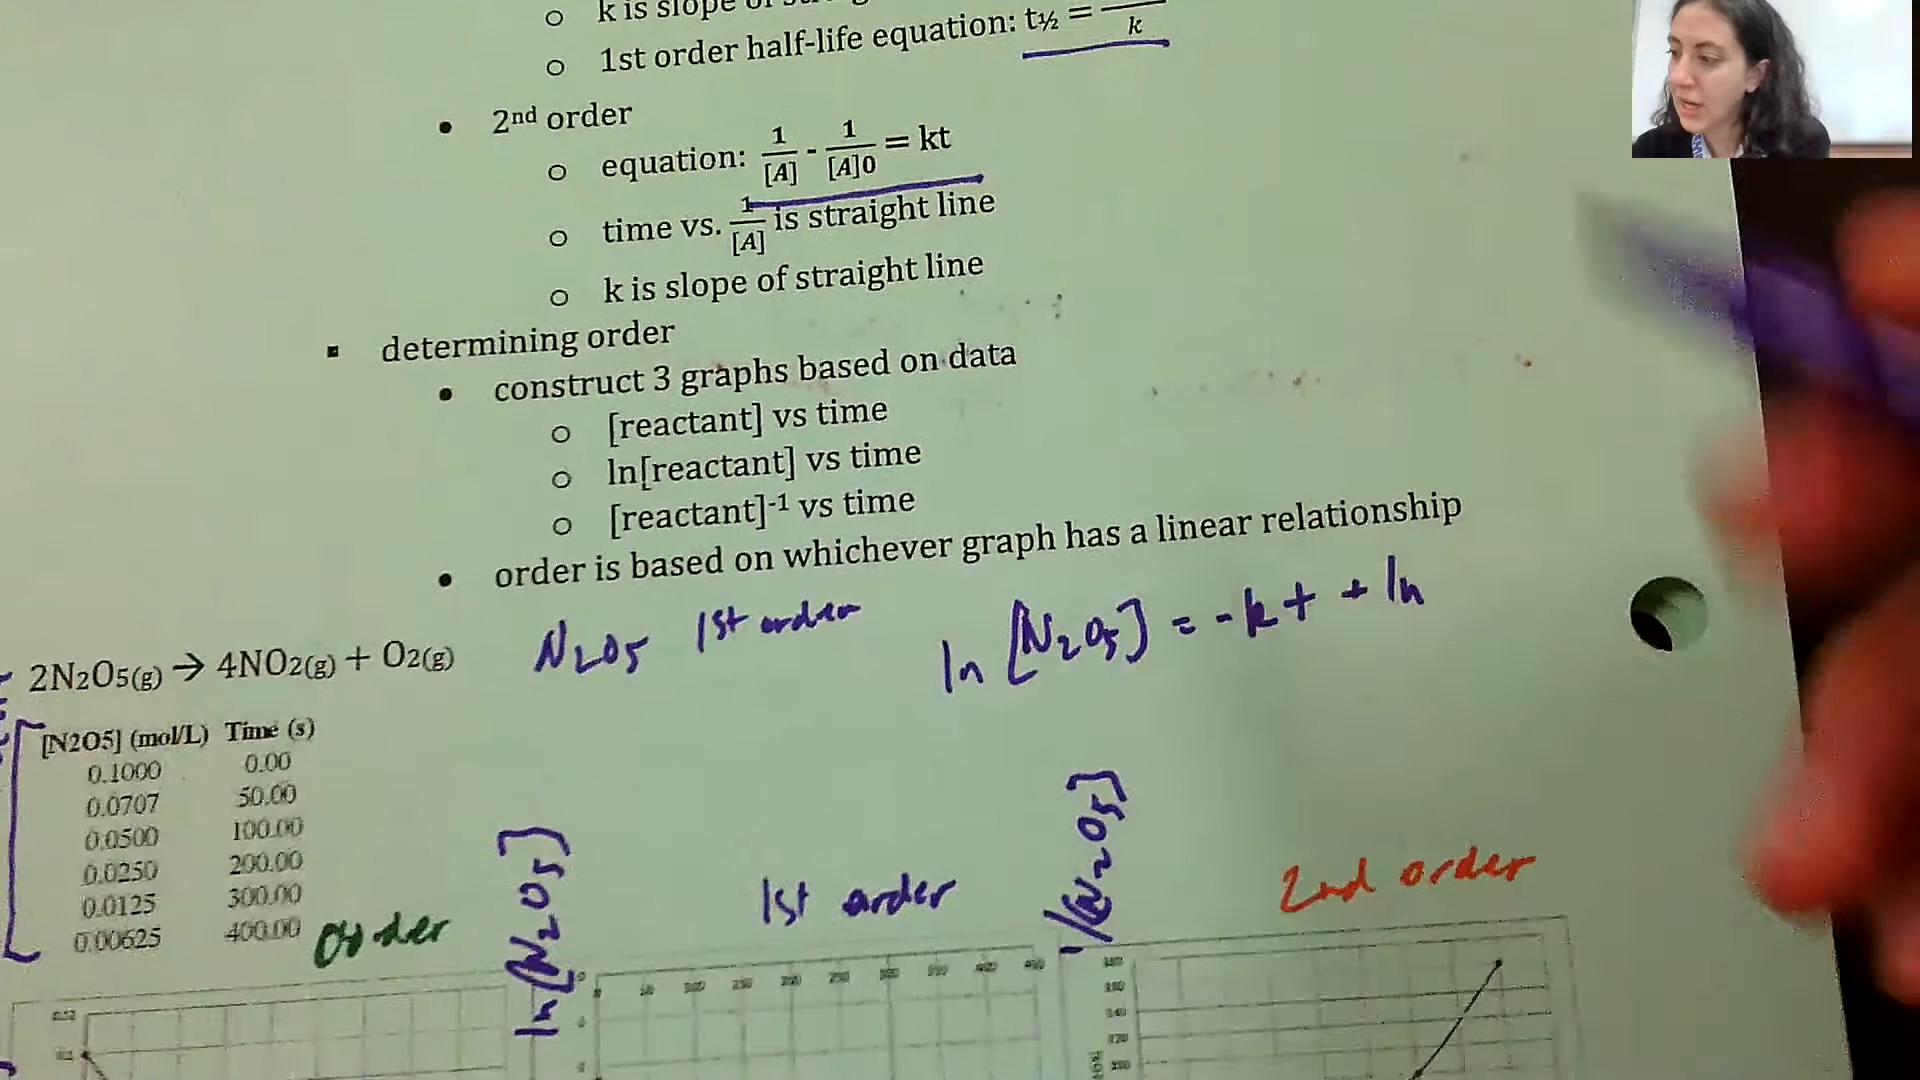 k is slope of
1st order half-life equation: t½ = k
2nd order
equation: 1/[A] - 1/[A]0 = kt
time vs. 1/[A] is straight line
k is slope of straight line
determining order
construct 3 graphs based on data
[reactant] vs time
ln[reactant] vs time
[reactant]-1 vs time
order is based on whichever graph has a linear relationship
N2O5 1st order
ln [N2O5] = -kt + ln
2N2O5(g) → 4NO2(g) + O2(g)
[N2O5] (mol/L) Time (s)
0.1000 0.00
0.0707 50.00
0.0500 100.00
0.0250 200.00
0.0125 300.00
0.00625 400.00
0 order
ln[N2O5]
1st order
1/[N2O5]
2nd order